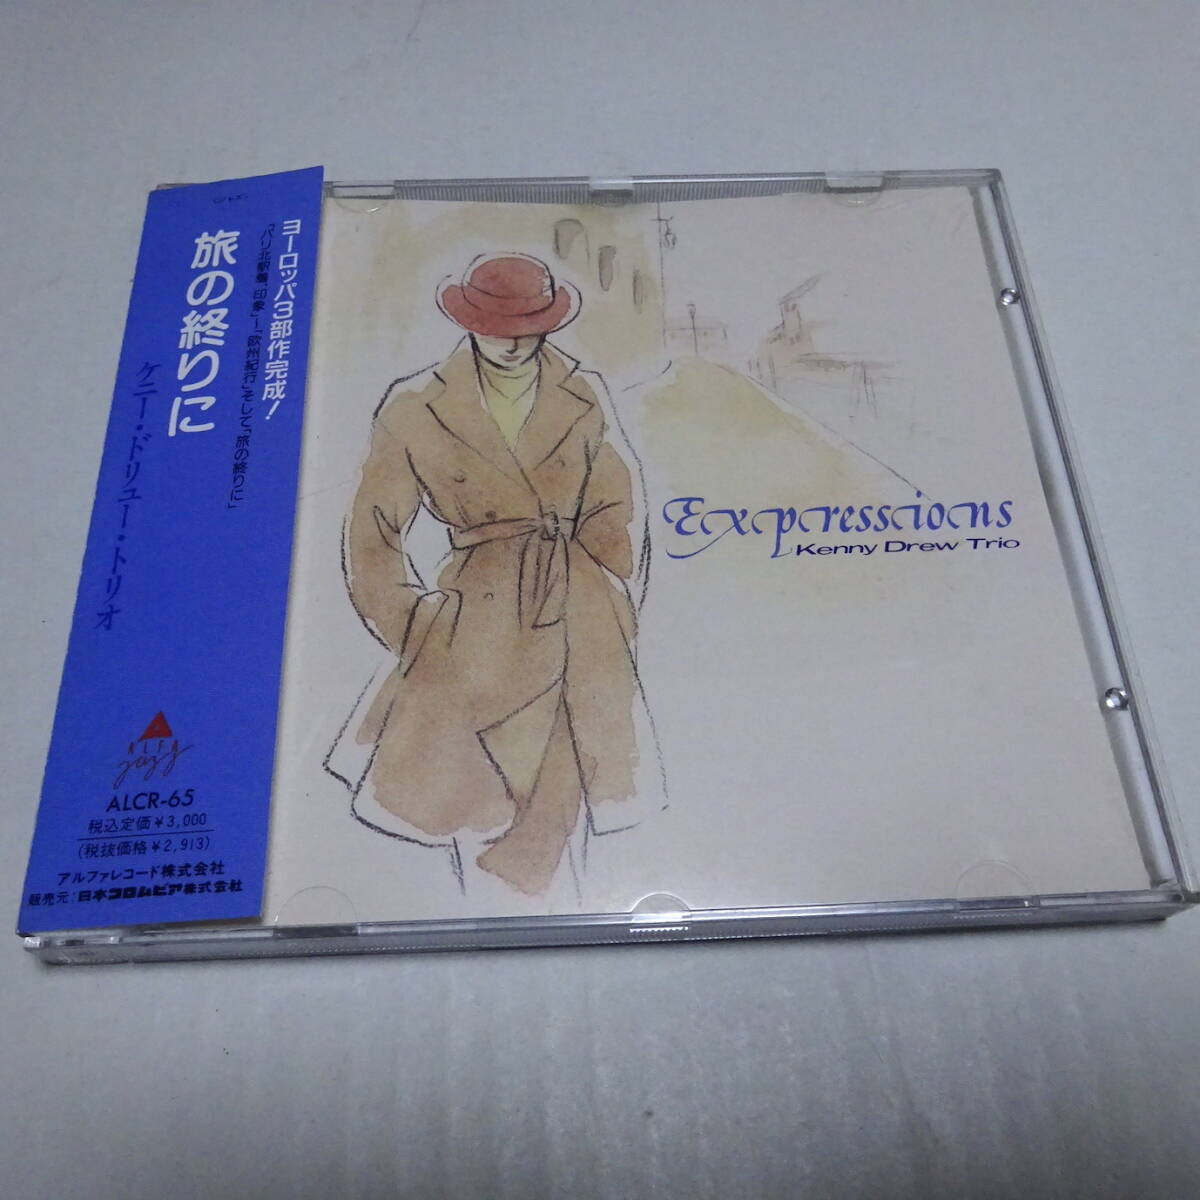 旅の終りに
ケニー・ドリュー・トリオ
ヨーロッパ3部作完成!
「パリ北駅着、印象」―「欧州紀行」そして「旅の終りに」
ALFA
jazz
ALCR-65
税込定価¥3,000
(税抜価格¥2,913)
アルファレコード株式会社
販売元:日本コロムビア株式会社
Expressions
Kenny Drew Trio